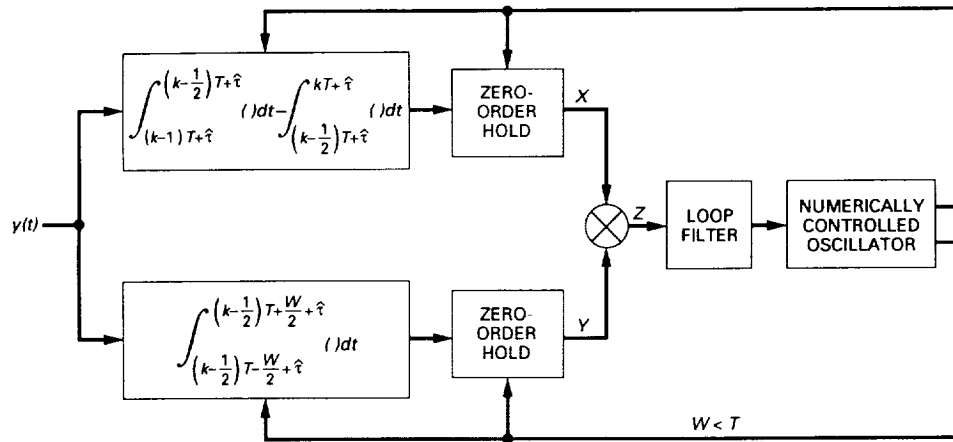 ∫_{(k-1)T+τ̂}^{(k-1/2)T+τ̂} ( )dt - ∫_{(k-1/2)T+τ̂}^{kT+τ̂} ( )dt
ZERO-
ORDER
HOLD
X
y(t)
Z
LOOP
FILTER
NUMERICALLY
CONTROLLED
OSCILLATOR
∫_{(k-1/2)T-W/2+τ̂}^{(k-1/2)T+W/2+τ̂} ( )dt
ZERO-
ORDER
HOLD
Y
W < T